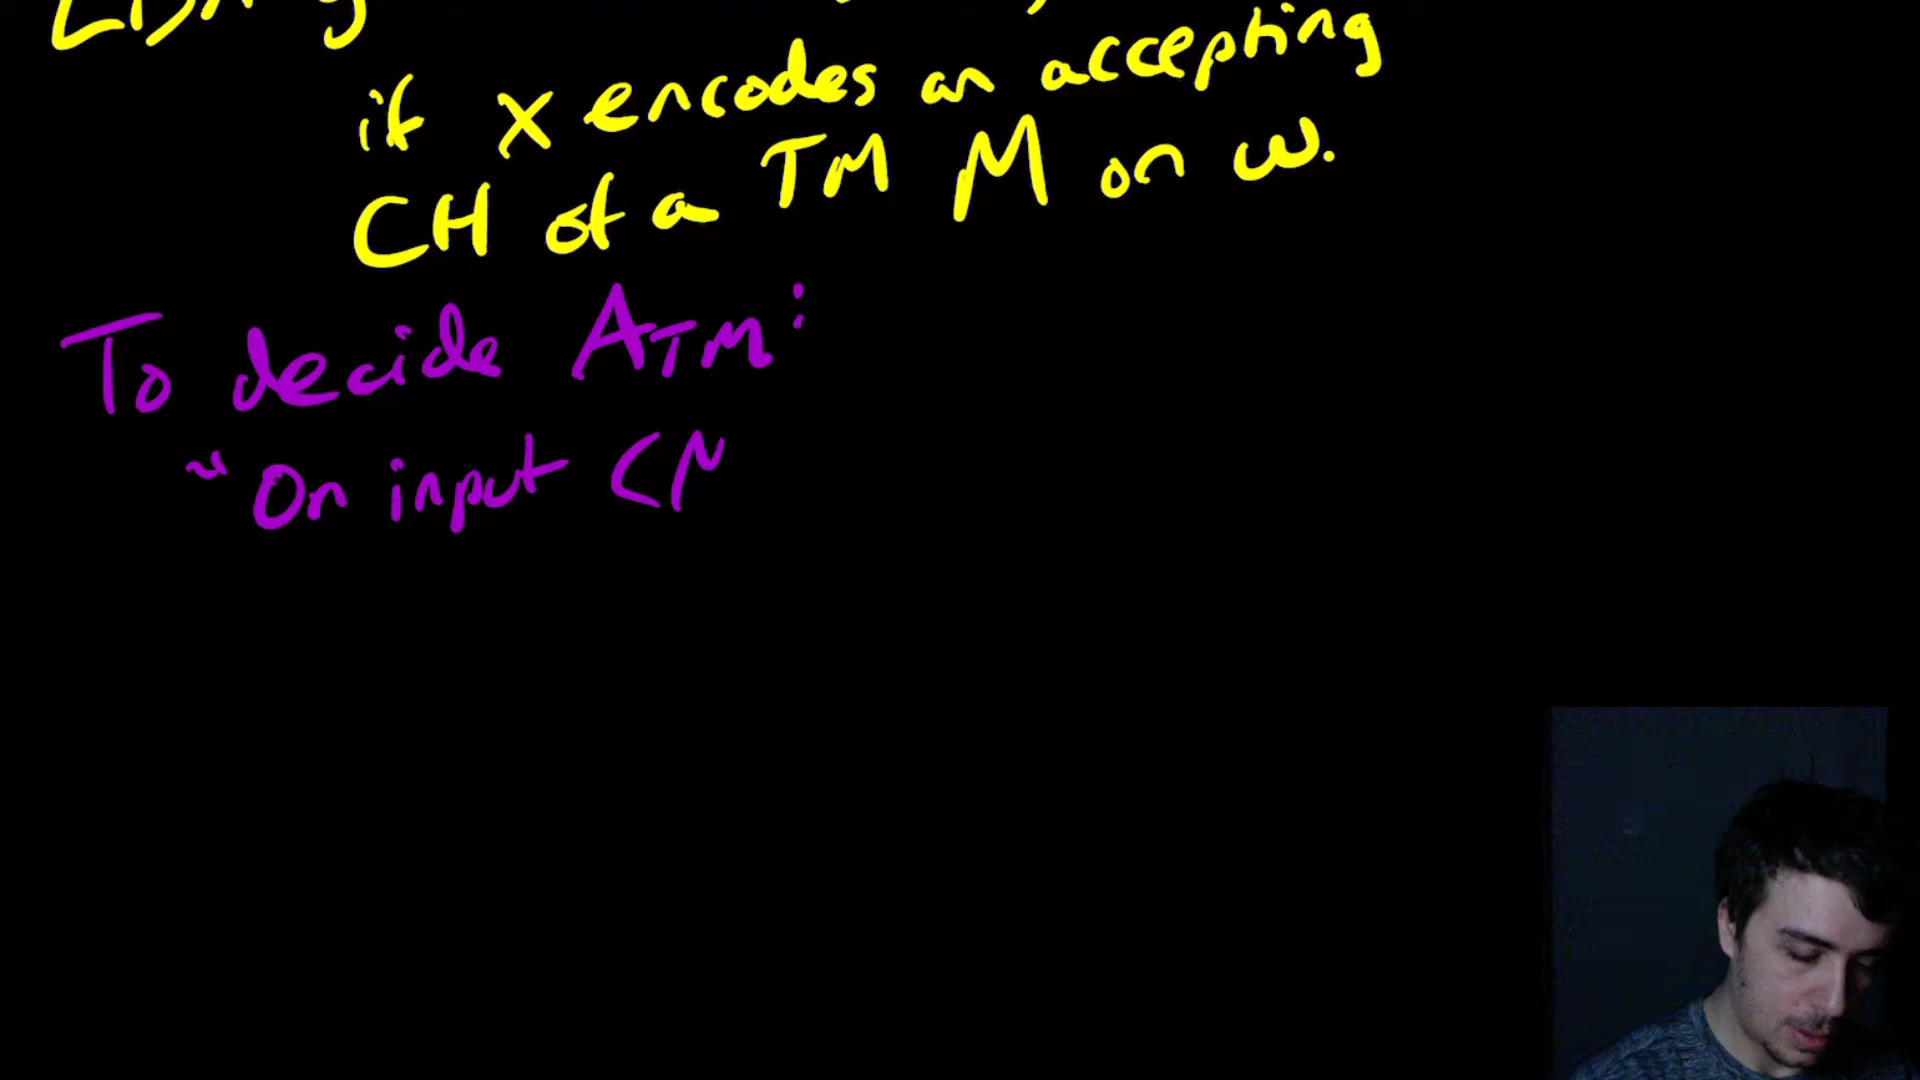 if x encodes an accepting
CH of a TM M on w.
To decide ATM:
"On input (M